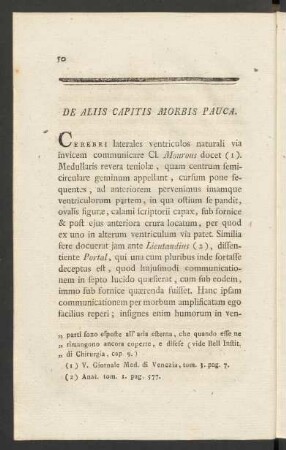 50
DE ALIIS CAPITIS MORBIS PAUCA.
CEREBRI laterales ventriculos naturali via
invicem communicare Cl. Mouronus docet (1).
Medullaris revera teniolæ, quam centrum semi-
circulare geminum appellant, cursum pone se
quentes, ad anteriorem pervenimus imamque
ventriculorum partem, in qua ostium se pandit,
ovalis figuræ, calami scriptorii capax, sub fornice
& post ejus anteriora crura locatum, per quod
ex uno in alterum ventriculum via patet. Similia
fere docuerat jam ante Lieutaudius (2), dissen-
tiente Portal, qui una cum pluribus inde fortasse
deceptus est, quod hujusmodi communicatio-
nem in septo lucido quæsierat, cum sub eodem,
immo sub fornice quærenda fuisset. Hanc ipsam
communicationem per morbum amplificatam ego
facilius reperi; insignes enim humorum in ven-
„ parti sono esposte all' aria esterna, che quando esse ne
„ rimangono ancora coperte, e difese (vide Bell Instit.
„ di Chirurgia, cap. 9.)
(1) V. Giornale Med. di Venezia, tom. 3. pag. 7.
(2) Anat. tom. 1. pag. 577.